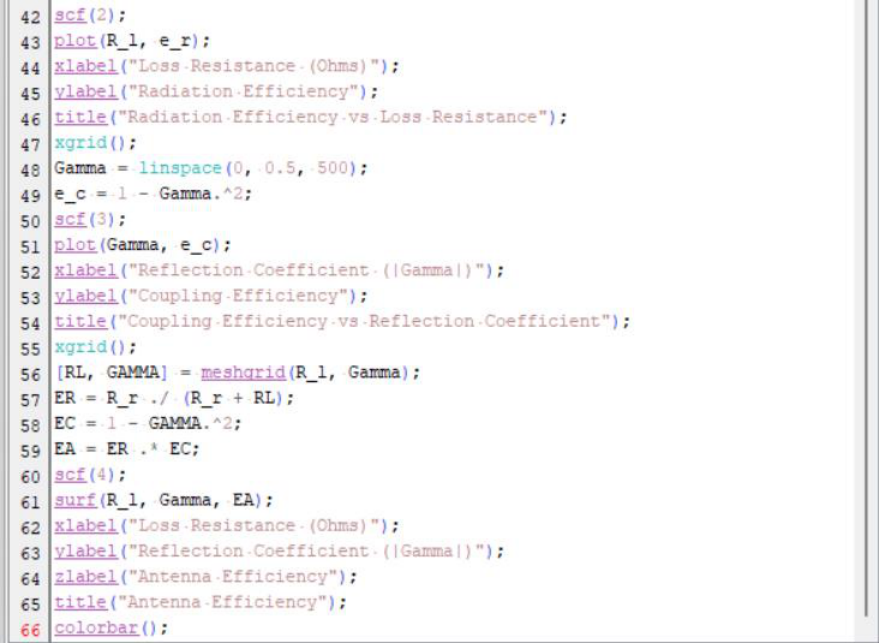 42 scf(2);
43 plot(R_l, e_r);
44 xlabel("Loss Resistance (Ohms)");
45 ylabel("Radiation Efficiency");
46 title("Radiation Efficiency vs Loss Resistance");
47 xgrid();
48 Gamma = linspace(0, 0.5, 500);
49 e_c = 1 - Gamma.^2;
50 scf(3);
51 plot(Gamma, e_c);
52 xlabel("Reflection Coefficient (|Gamma|)");
53 ylabel("Coupling Efficiency");
54 title("Coupling Efficiency vs Reflection Coefficient");
55 xgrid();
56 [RL, GAMMA] = meshgrid(R_l, Gamma);
57 ER = R_r ./ (R_r + RL);
58 EC = 1 - GAMMA.^2;
59 EA = ER .* EC;
60 scf(4);
61 surf(R_l, Gamma, EA);
62 xlabel("Loss Resistance (Ohms)");
63 ylabel("Reflection Coefficient (|Gamma|)");
64 zlabel("Antenna Efficiency");
65 title("Antenna Efficiency");
66 colorbar();